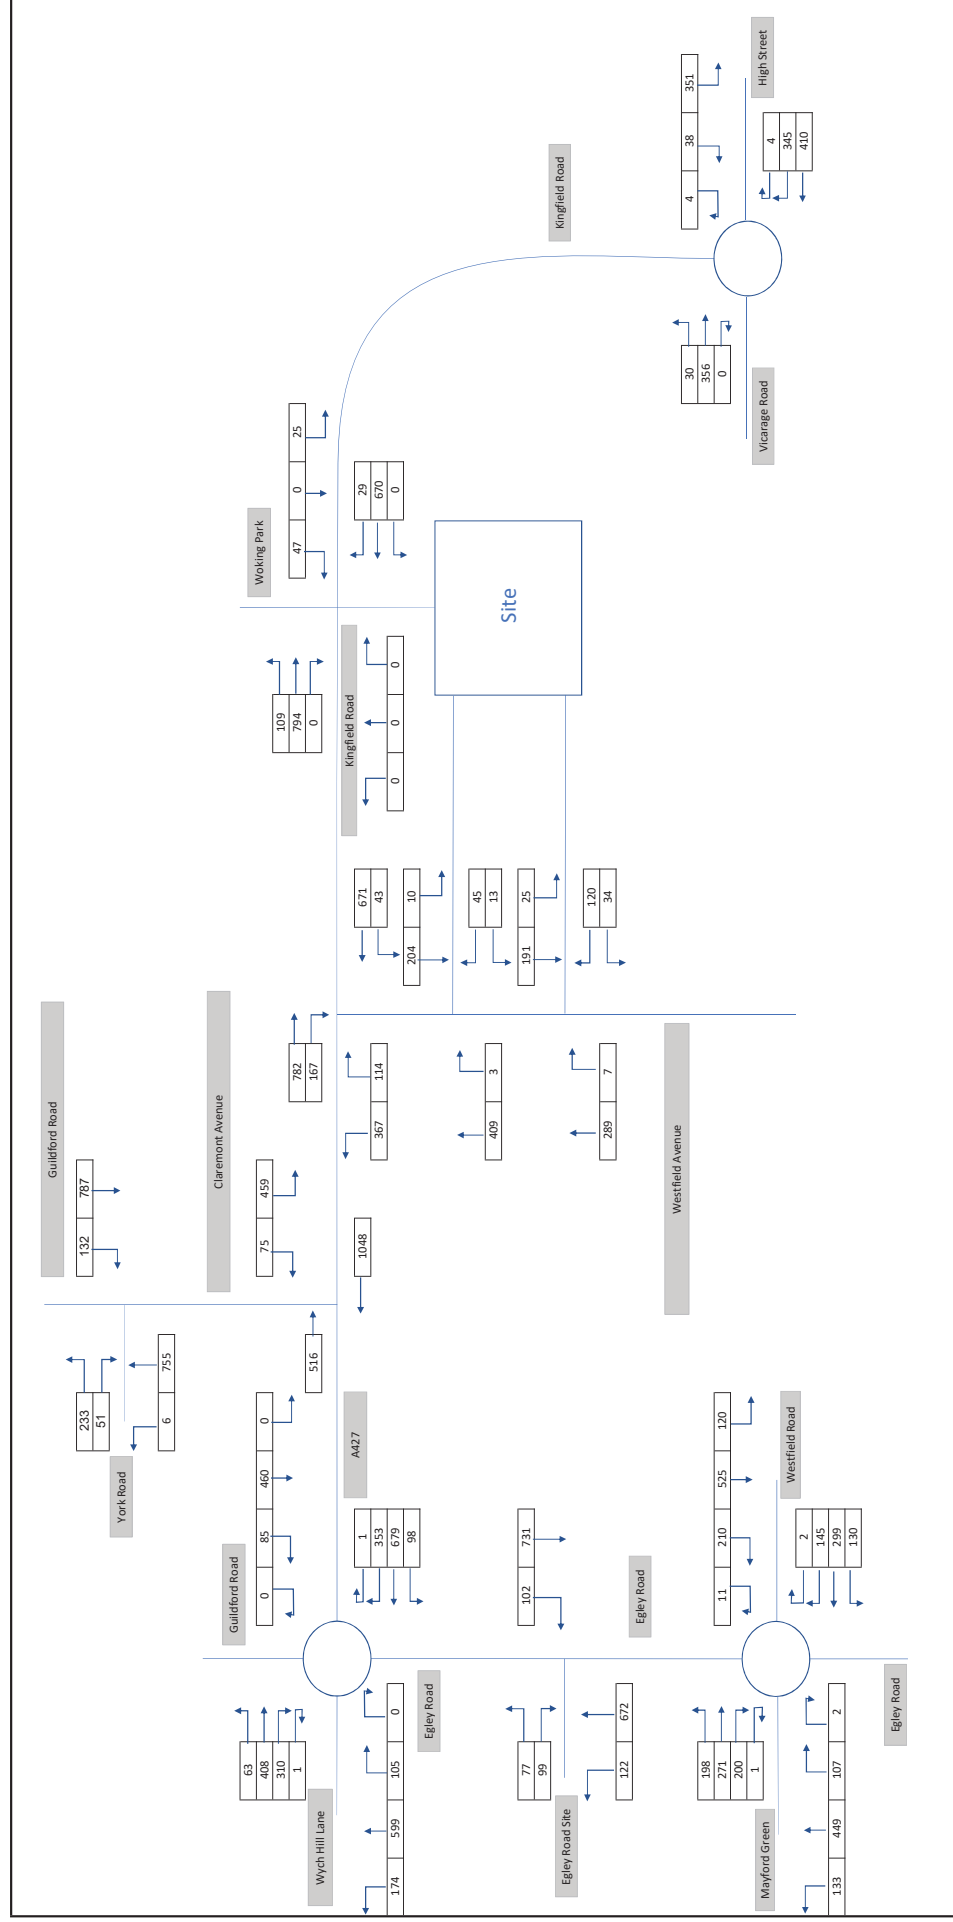 Guildford Road
132 787
York Road
233
51
6 755
Claremont Avenue
75 459
516
1048
Guildford Road
0 85 460 0
A427
1
353
679
98
63
408
310
1
Wych Hill Lane
174 599 105 0
Egley Road
782
167
367 114
Woking Park
47 0 25
29
670
0
109
794
0
Kingfield Road
0 0 0
Site
671
43
204 10
45
13
191 25
120
34
409 3
289 7
Westfield Avenue
Kingfield Road
4 38 351
High Street
4
345
410
30
356
0
Vicarage Road
102 731
Egley Road
77
99
Egley Road Site
122 672
11 210 525 120
Westfield Road
2
145
299
130
198
271
200
1
Mayford Green
133 449 107 2
Egley Road